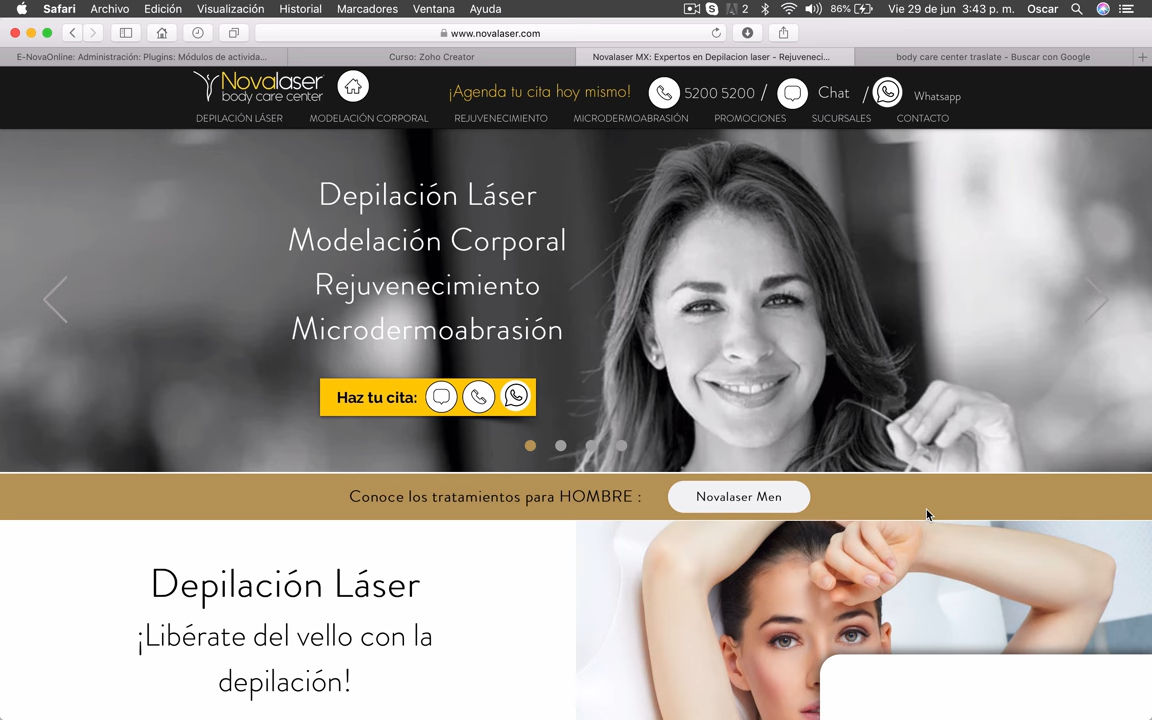 Safari Archivo Edición Visualización Historial Marcadores Ventana Ayuda 2 86% Vie 29 de jun 3:43 p. m. Oscar
www.novalaser.com
E-NovaOnline: Administración: Plugins: Módulos de activida... Curso: Zoho Creator Novalaser MX: Expertos en Depilacion laser - Rejuveneci... body care center traslate - Buscar con Google
Novalaser
body care center
¡Agenda tu cita hoy mismo! 5200 5200 / Chat / Whatsapp
DEPILACIÓN LÁSER MODELACIÓN CORPORAL REJUVENECIMIENTO MICRODERMOABRASIÓN PROMOCIONES SUCURSALES CONTACTO
Depilación Láser
Modelación Corporal
Rejuvenecimiento
Microdermoabrasión
Haz tu cita:
Conoce los tratamientos para HOMBRE : Novalaser Men
Depilación Láser
¡Libérate del vello con la
depilación!